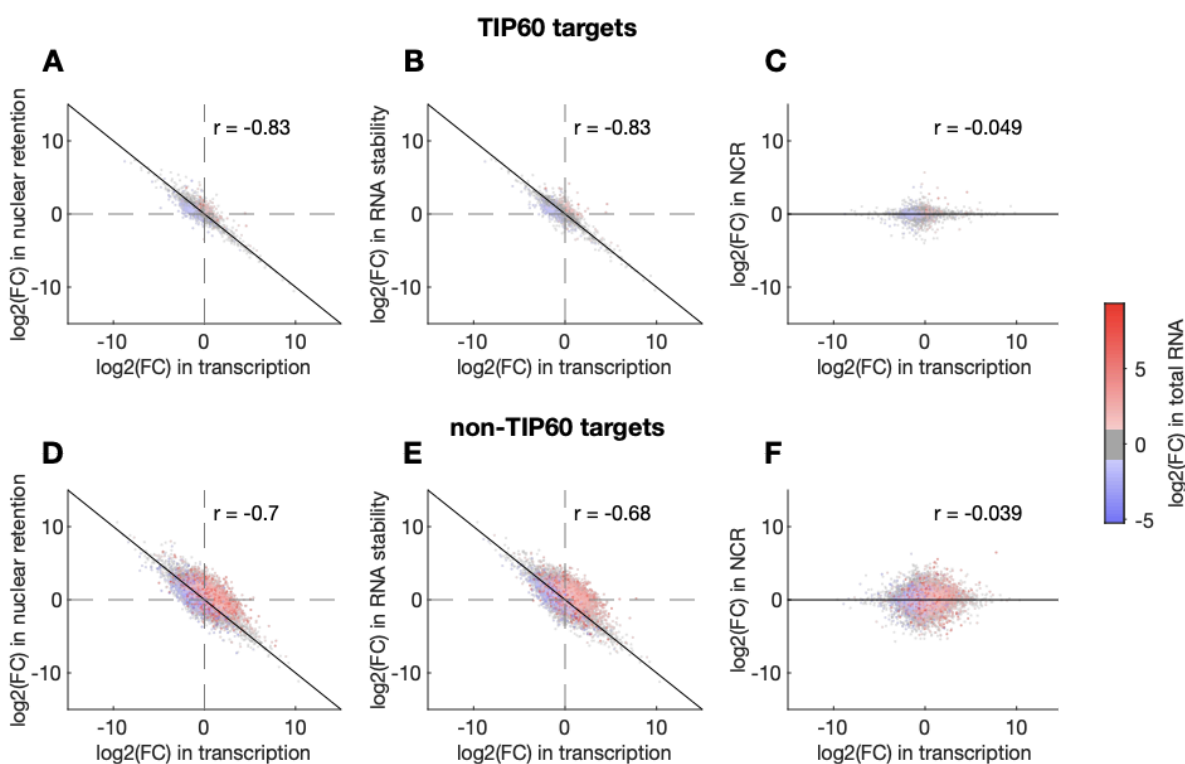 TIP60 targets
A
B
C
log2(FC) in nuclear retention
10
0
-10
r = -0.83
-10
0
10
log2(FC) in transcription
log2(FC) in RNA stability
10
0
-10
r = -0.83
-10
0
10
log2(FC) in transcription
log2(FC) in NCR
10
0
-10
r = -0.049
-10
0
10
log2(FC) in transcription
5
0
-5
log2(FC) in total RNA
non-TIP60 targets
D
E
F
log2(FC) in nuclear retention
10
0
-10
r = -0.7
-10
0
10
log2(FC) in transcription
log2(FC) in RNA stability
10
0
-10
r = -0.68
-10
0
10
log2(FC) in transcription
log2(FC) in NCR
10
0
-10
r = -0.039
-10
0
10
log2(FC) in transcription